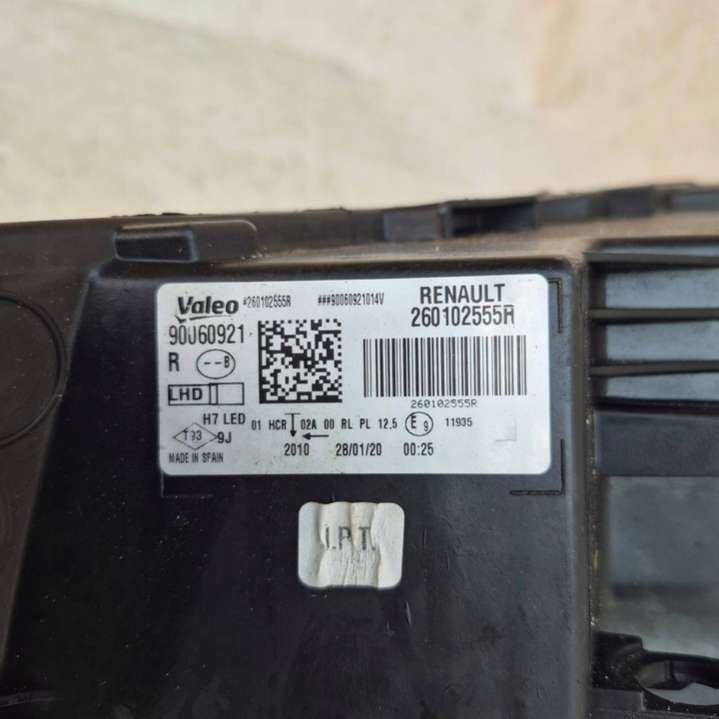 Valeo #260102555R ###90060921014V RENAULT
90060921 260102555R
R --B
LHD
260102555R
H7 LED 01 HCR 02A 00 RL PL 12,5 E9 11935
T93 9J
2010 28/01/20 00:25
MADE IN SPAIN
I.P.T.